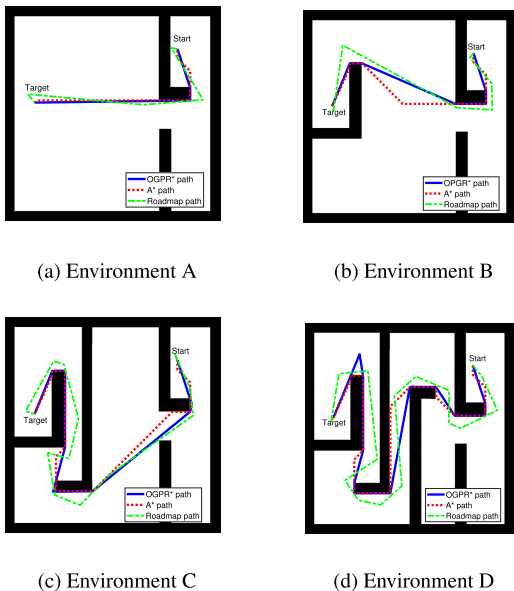 Start
Target
OGPR* path
A* path
Roadmap path
(a) Environment A
Start
Target
OPGR* path
A* path
Roadmap path
(b) Environment B
Start
Target
OGPR* path
A* path
Roadmap path
(c) Environment C
Start
Target
OGPR* path
A* path
Roadmap path
(d) Environment D